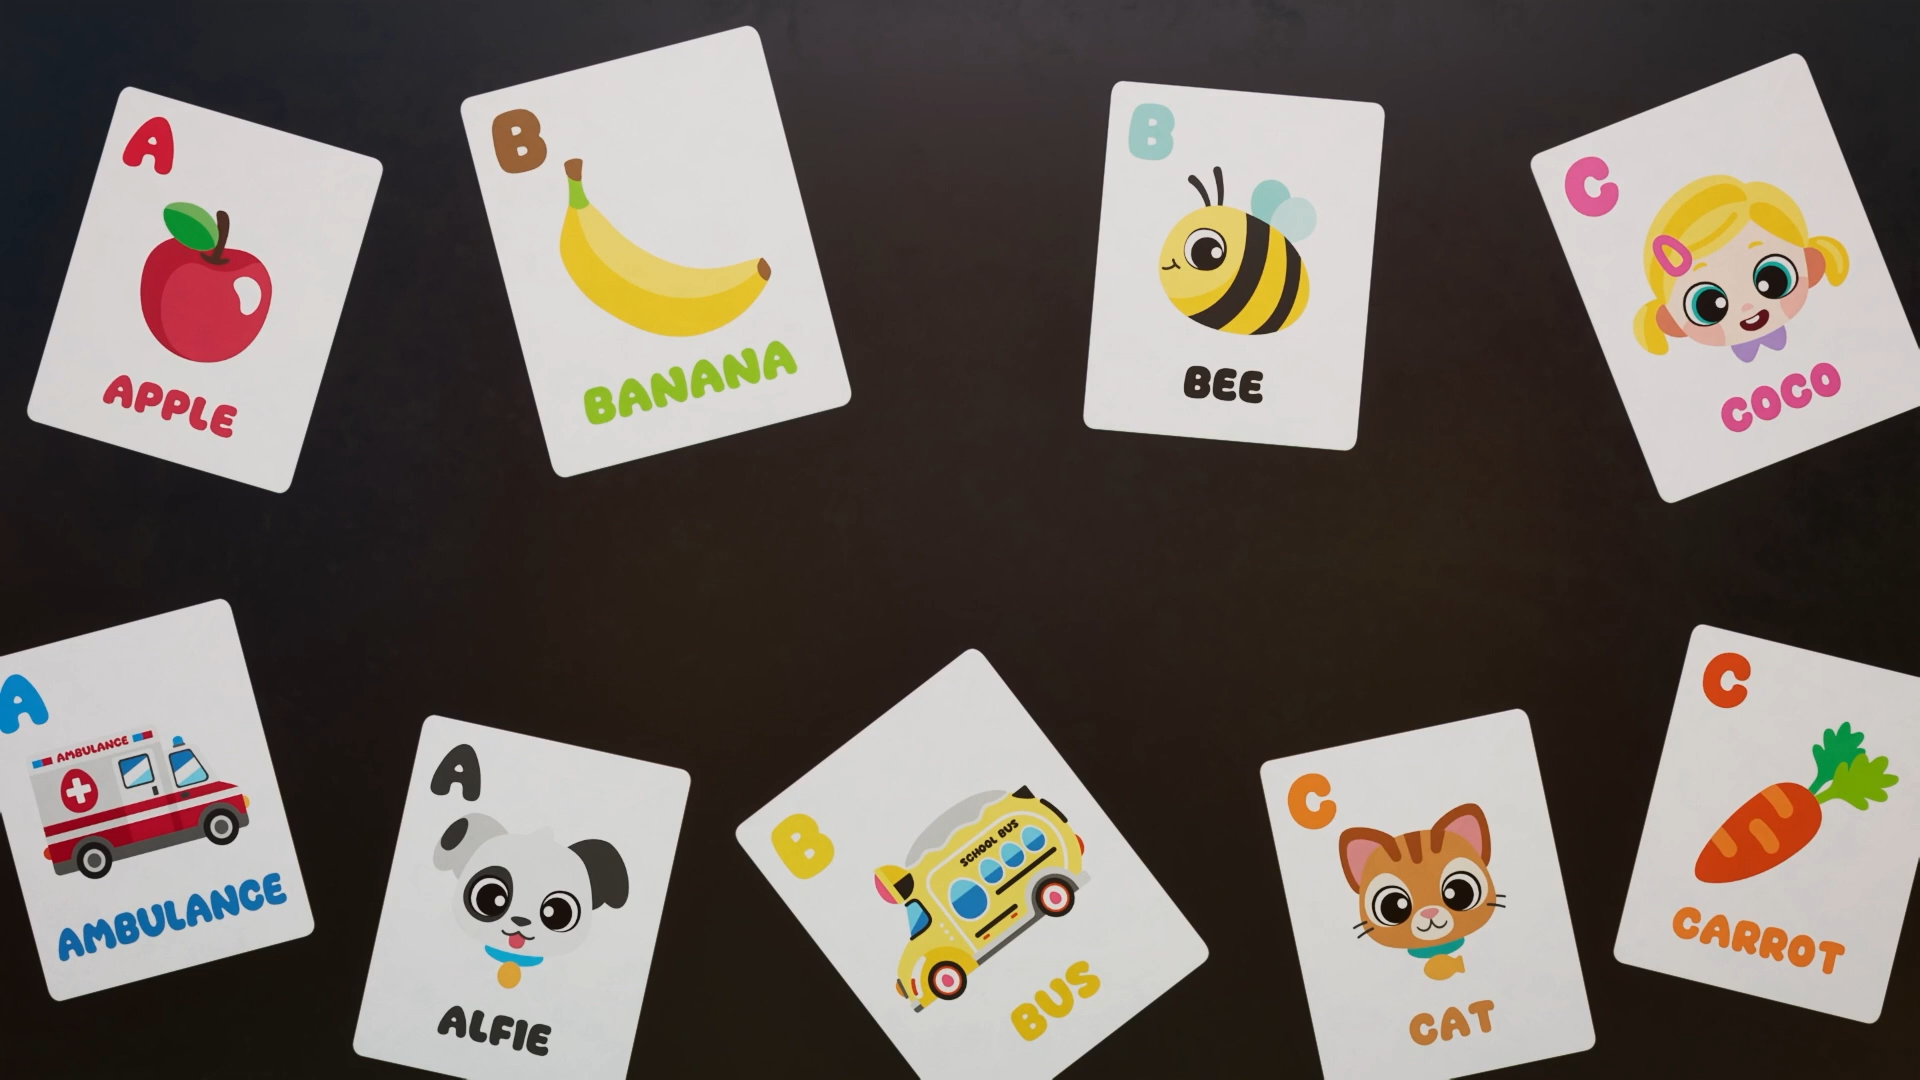 A
APPLE
B
BANANA
B
BEE
C
COCO
A
AMBULANCE
AMBULANCE
A
ALFIE
B
SCHOOL BUS
BUS
C
CAT
C
CARROT